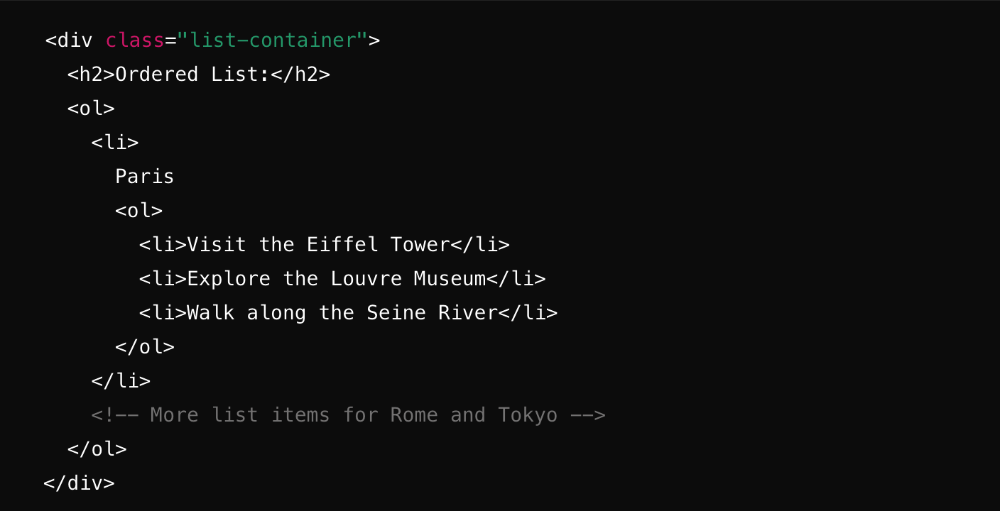 <div class="list-container">
<h2>Ordered List:</h2>
<ol>
<li>
Paris
<ol>
<li>Visit the Eiffel Tower</li>
<li>Explore the Louvre Museum</li>
<li>Walk along the Seine River</li>
</ol>
</li>
<!-- More list items for Rome and Tokyo -->
</ol>
</div>